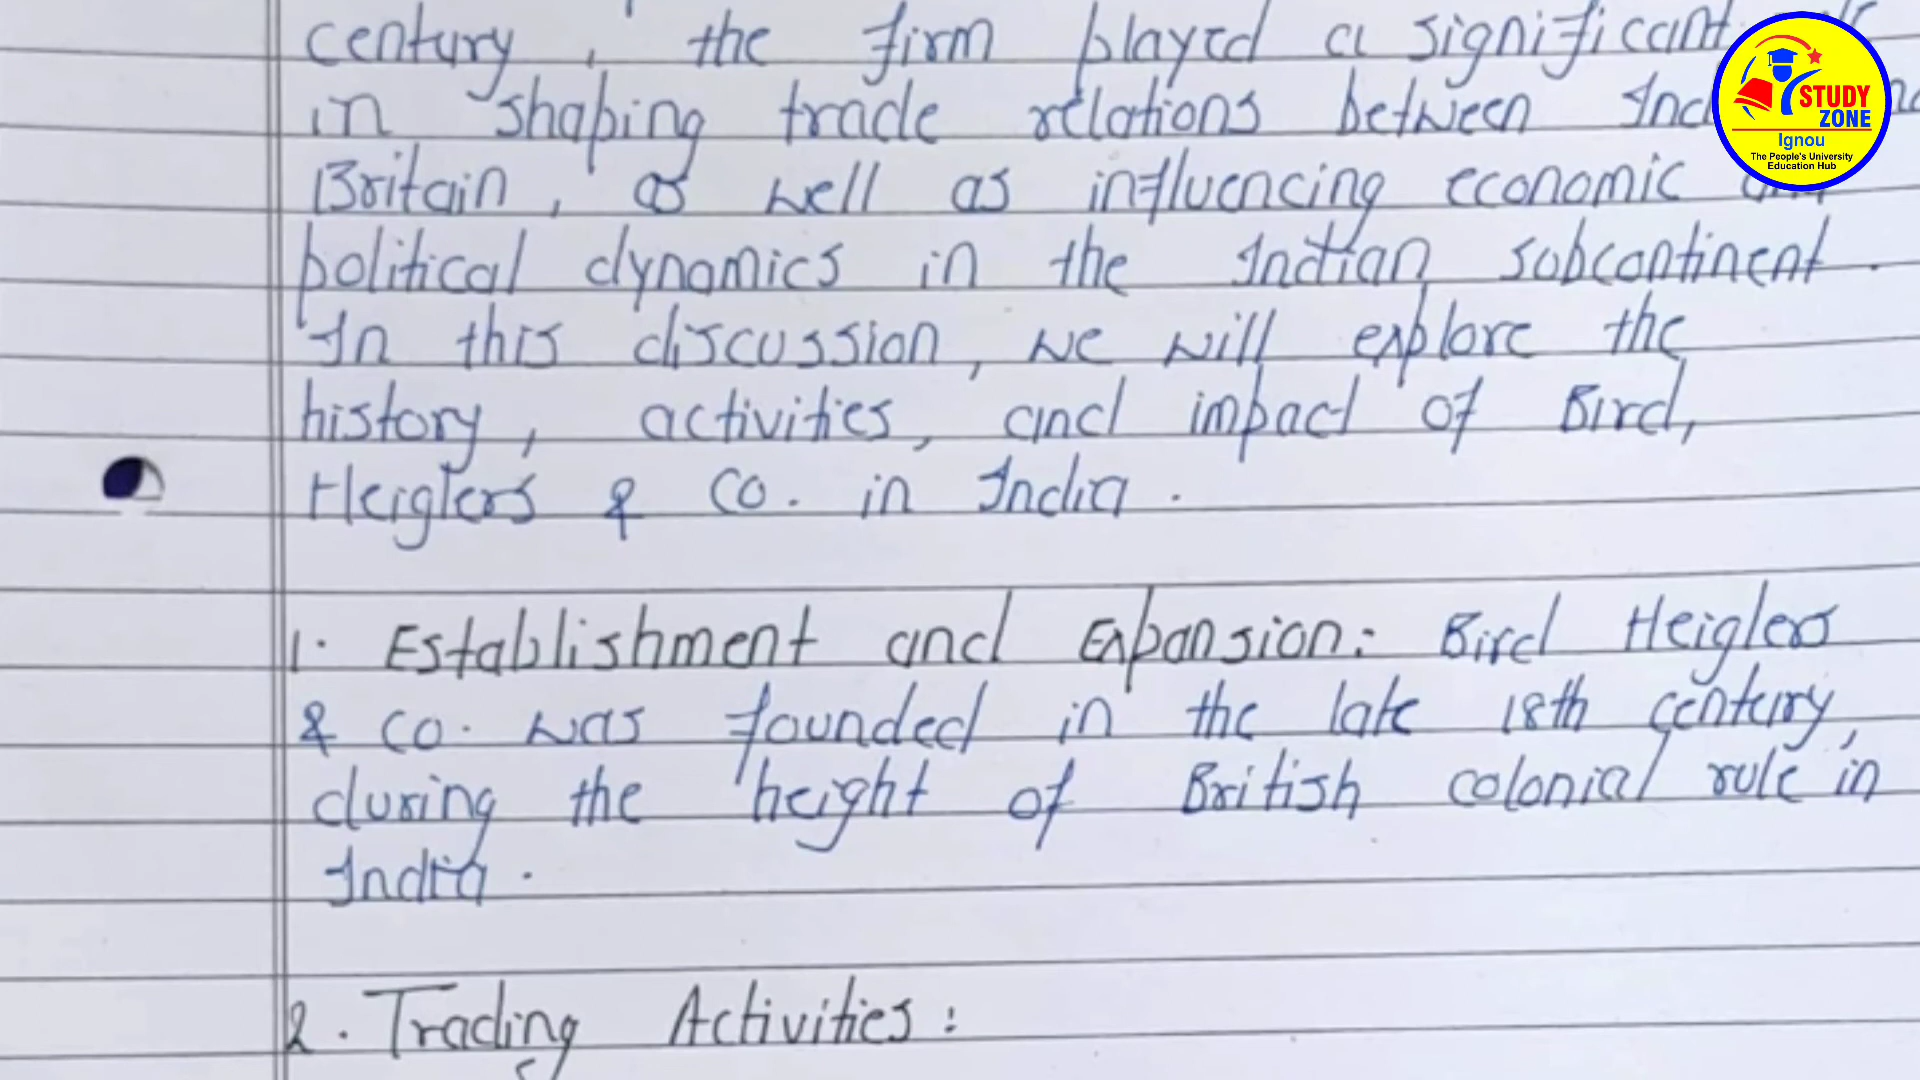 century, the firm played a significant
in shaping trade relations between
Britain, as well as influencing economic
political dynamics in the Indian subcontinent.
In this discussion, we will explore the
history, activities, and impact of Bird,
Heiglers & Co. in India.
1. Establishment and Expansion: Bird Heiglers
& Co. was founded in the late 18th century,
during the height of British colonial rule in
India.
2. Trading Activities:
STUDY
ZONE
Ignou
The People's University
Education Hub